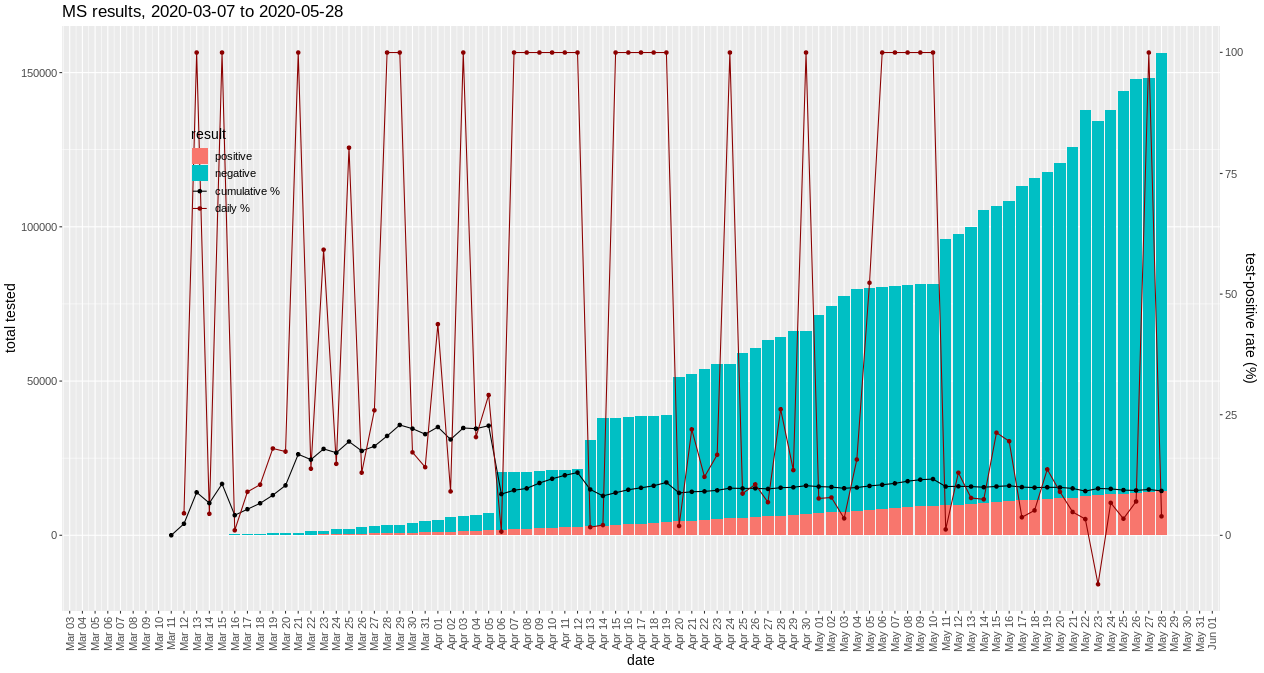 MS results, 2020-03-07 to 2020-05-28
150000
100000
50000
0
total tested
result
positive
negative
cumulative %
daily %
100
75
50
25
0
test-positive rate (%)
Mar 03
Mar 04
Mar 05
Mar 06
Mar 07
Mar 08
Mar 09
Mar 10
Mar 11
Mar 12
Mar 13
Mar 14
Mar 15
Mar 16
Mar 17
Mar 18
Mar 19
Mar 20
Mar 21
Mar 22
Mar 23
Mar 24
Mar 25
Mar 26
Mar 27
Mar 28
Mar 29
Mar 30
Mar 31
Apr 01
Apr 02
Apr 03
Apr 04
Apr 05
Apr 06
Apr 07
Apr 08
Apr 09
Apr 10
Apr 11
Apr 12
Apr 13
Apr 14
Apr 15
Apr 16
Apr 17
Apr 18
Apr 19
Apr 20
Apr 21
Apr 22
Apr 23
Apr 24
Apr 25
Apr 26
Apr 27
Apr 28
Apr 29
Apr 30
May 01
May 02
May 03
May 04
May 05
May 06
May 07
May 08
May 09
May 10
May 11
May 12
May 13
May 14
May 15
May 16
May 17
May 18
May 19
May 20
May 21
May 22
May 23
May 24
May 25
May 26
May 27
May 28
May 29
May 30
May 31
Jun 01
date